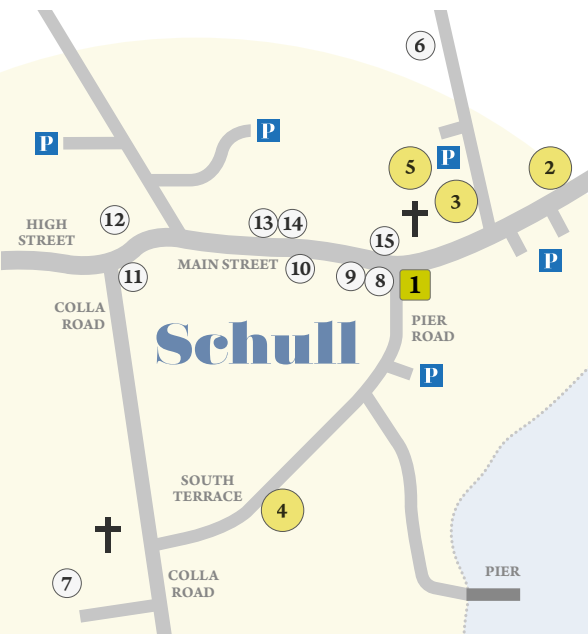 6
P
P
5
P
3
2
12
13
14
HIGH
STREET
15
P
MAIN STREET
10
11
9
8
1
COLLA
ROAD
PIER
ROAD
Schull
P
SOUTH
TERRACE
4
7
COLLA
ROAD
PIER